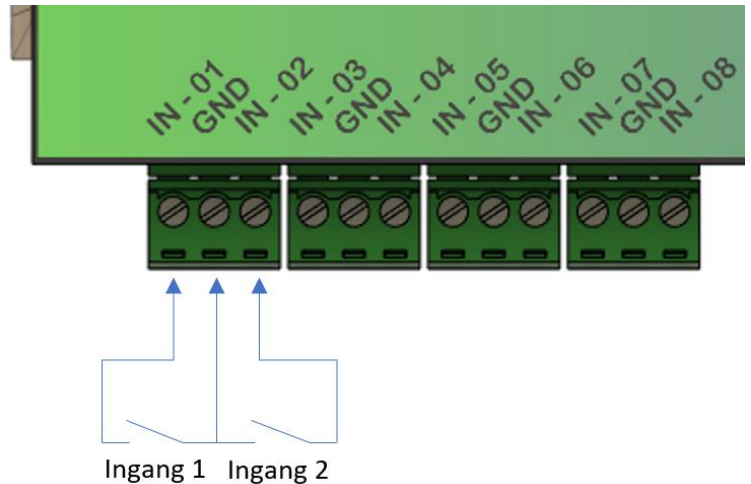 IN - 01
GND
IN - 02
IN - 03
GND
IN - 04
IN - 05
GND
IN - 06
IN - 07
GND
IN - 08
Ingang 1
Ingang 2